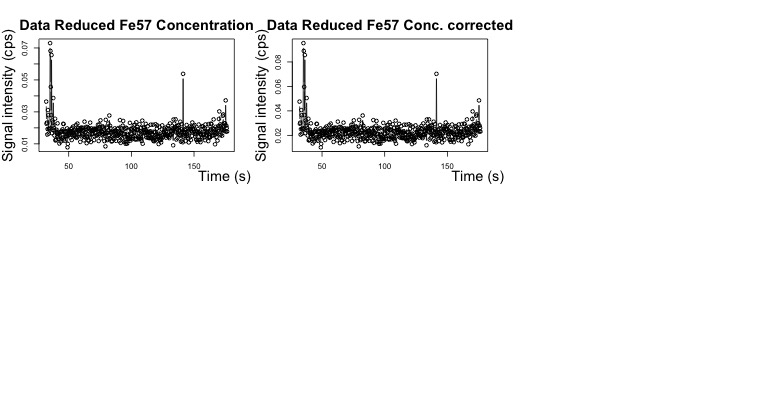 Data Reduced Fe57 Concentration
Signal intensity (cps)
0.07
0.05
0.03
0.01
50
100
150
Time (s)
Data Reduced Fe57 Conc. corrected
Signal intensity (cps)
0.08
0.06
0.04
0.02
50
100
150
Time (s)